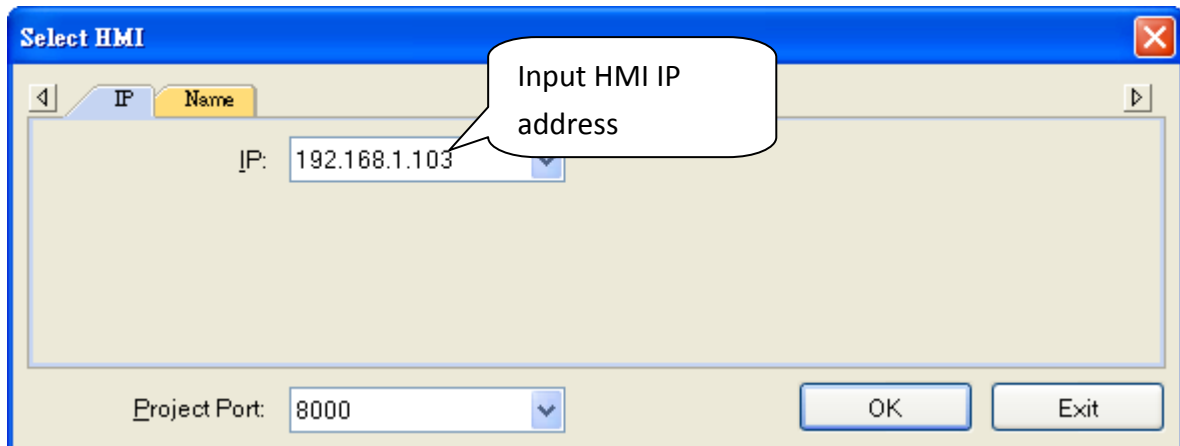 Select HMI
Input HMI IP
address
IP Name
IP: 192.168.1.103
Project Port: 8000 OK Exit